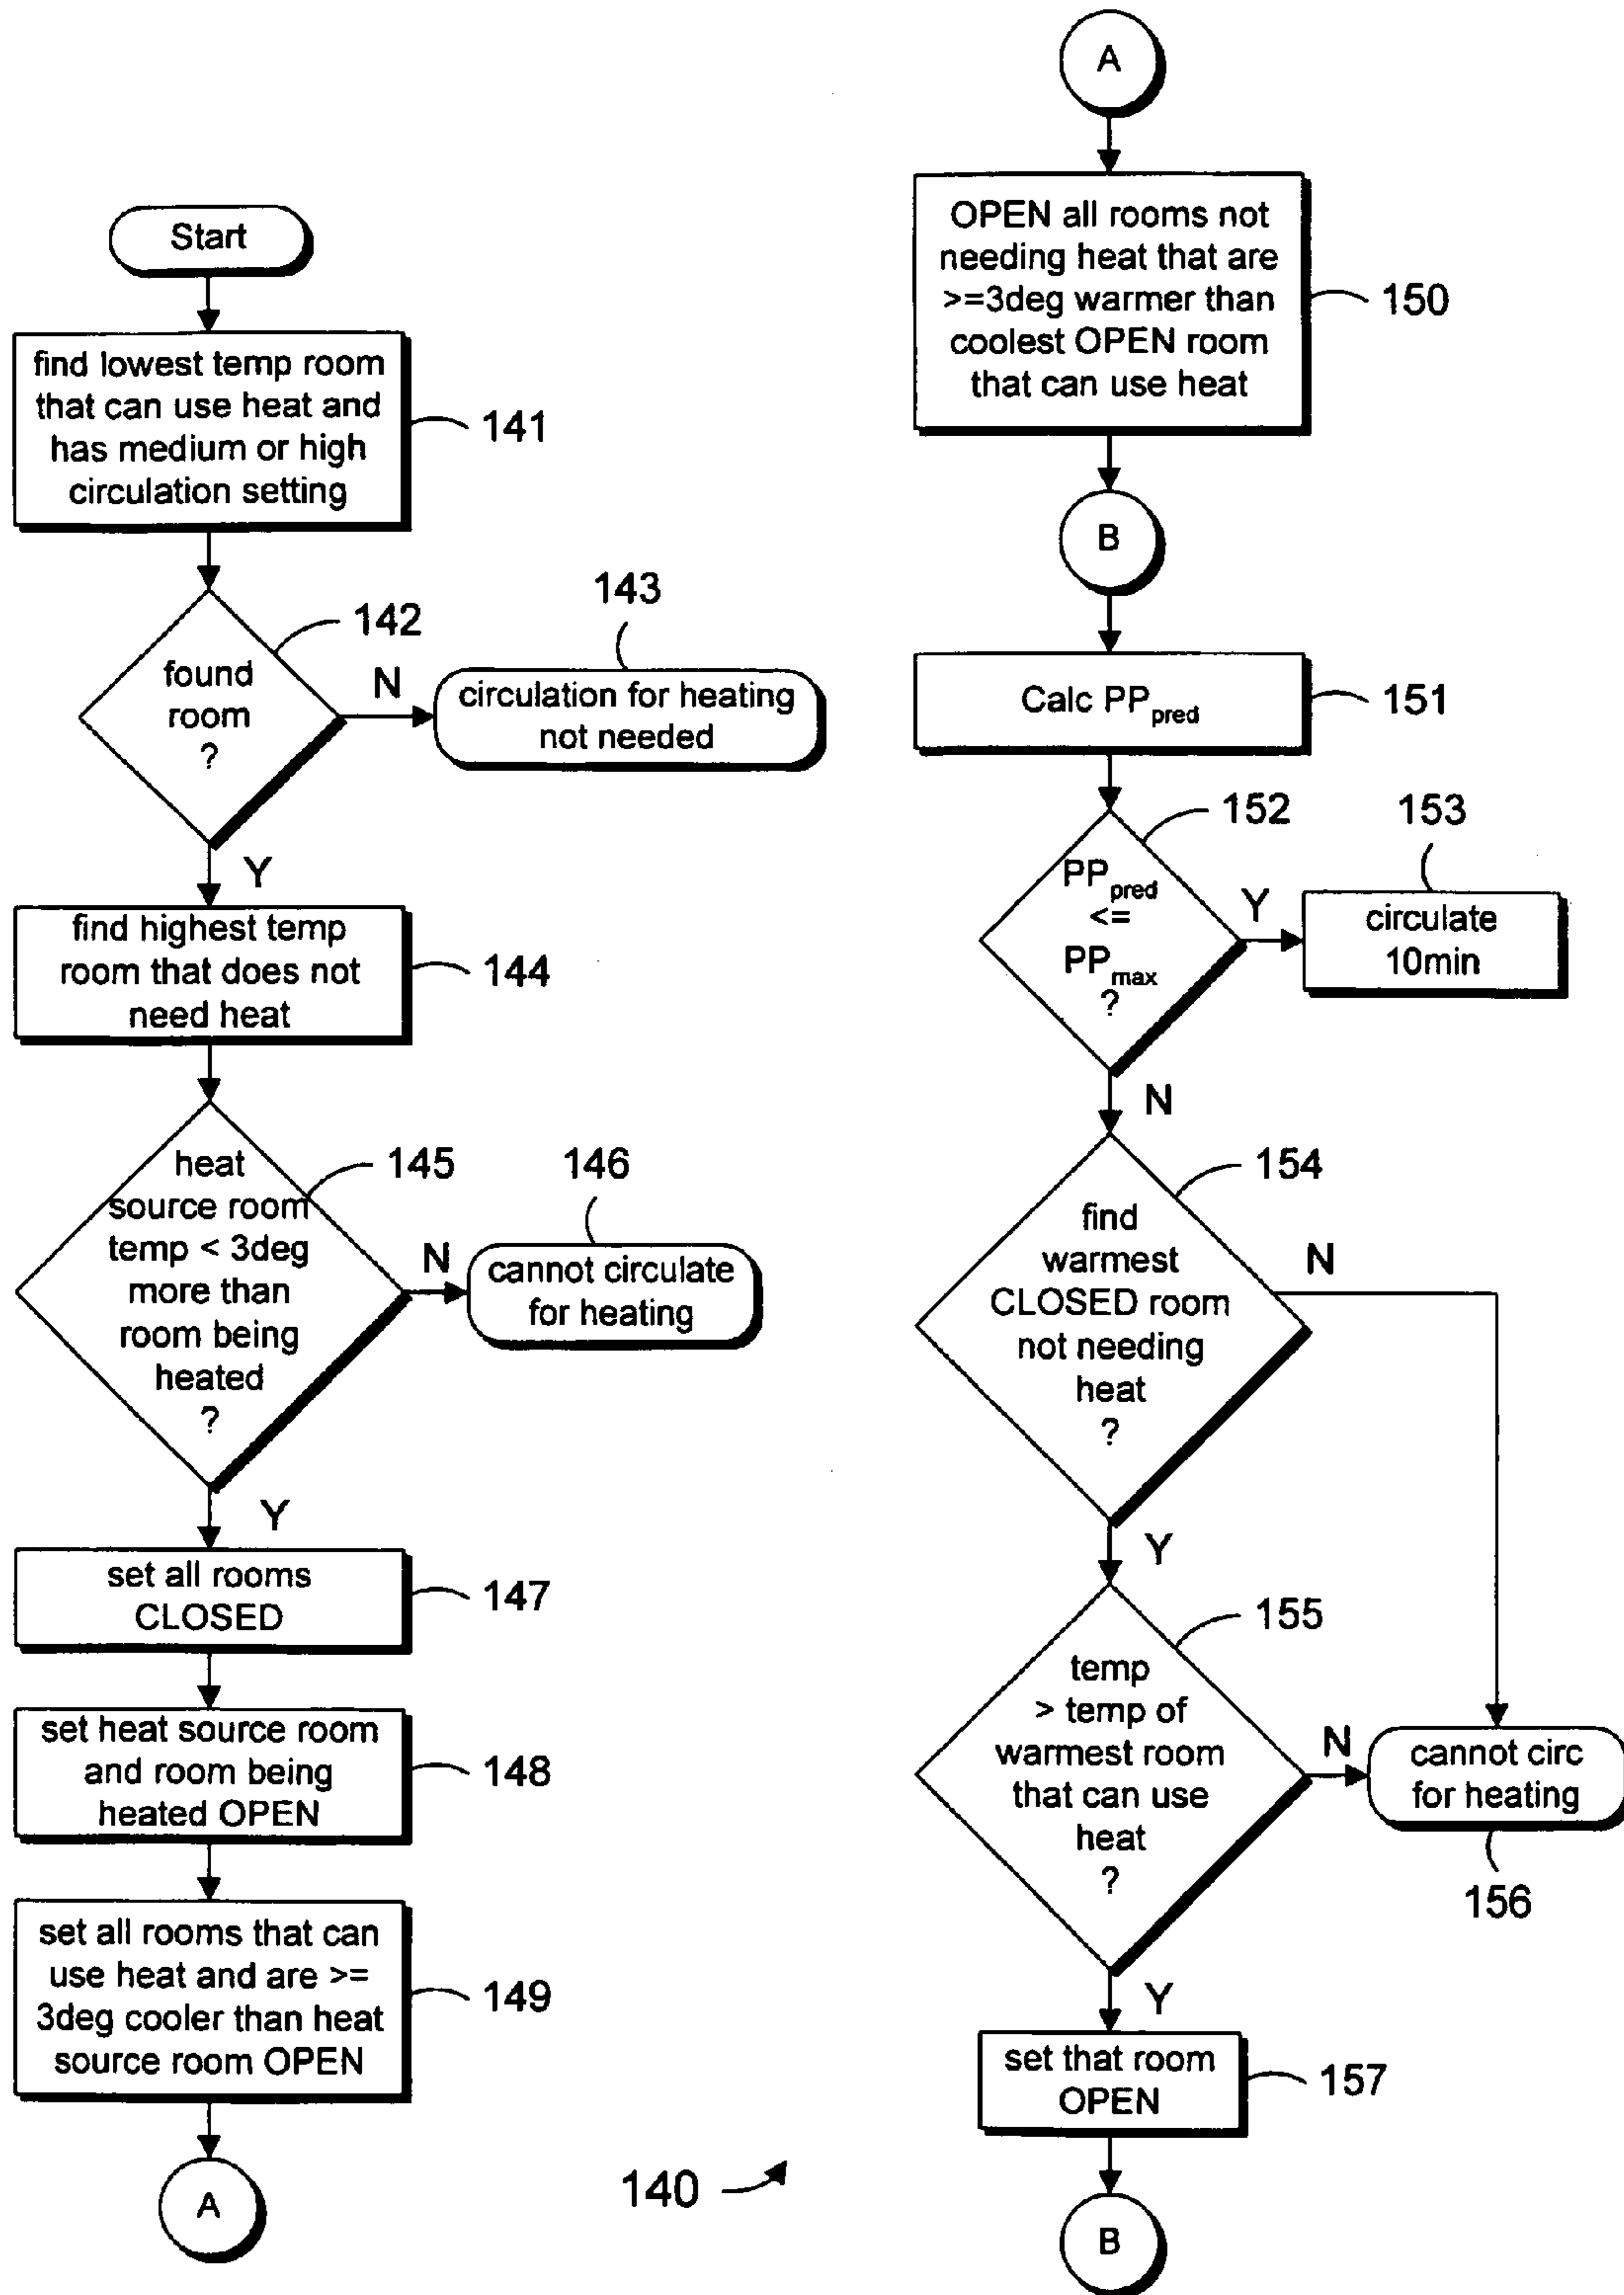 Start
find lowest temp room
that can use heat and
has medium or high
circulation setting
141
142
found
room
?
N
143
circulation for heating
not needed
Y
find highest temp
room that does not
need heat
144
heat
source room
temp < 3deg
more than
room being
heated
?
145
N
146
cannot circulate
for heating
Y
set all rooms
CLOSED
147
set heat source room
and room being
heated OPEN
148
set all rooms that can
use heat and are >=
3deg cooler than heat
source room OPEN
149
A
140
A
OPEN all rooms not
needing heat that are
>=3deg warmer than
coolest OPEN room
that can use heat
150
B
Calc PPpred
151
152
PPpred
<=
PPmax
?
Y
153
circulate
10min
N
154
find
warmest
CLOSED room
not needing
heat
?
N
Y
155
temp
> temp of
warmest room
that can use
heat
?
N
cannot circ
for heating
156
Y
set that room
OPEN
157
B